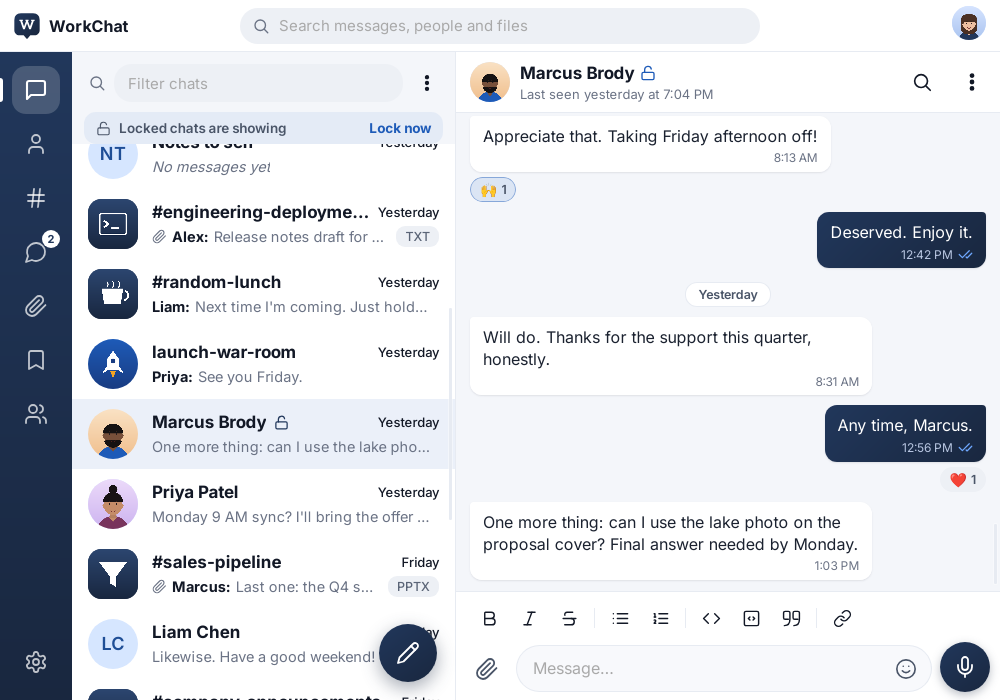 W WorkChat
Search messages, people and files
2
Filter chats
Locked chats are showing Lock now
NT Notes to self Yesterday
No messages yet
#engineering-deployme... Yesterday
Alex: Release notes draft for ... TXT
#random-lunch Yesterday
Liam: Next time I'm coming. Just hold...
launch-war-room Yesterday
Priya: See you Friday.
Marcus Brody Yesterday
One more thing: can I use the lake pho...
Priya Patel Yesterday
Monday 9 AM sync? I'll bring the offer ...
#sales-pipeline Friday
Marcus: Last one: the Q4 s... PPTX
LC Liam Chen
Likewise. Have a good weekend!
#company-announcements
Marcus Brody
Last seen yesterday at 7:04 PM
Appreciate that. Taking Friday afternoon off!
8:13 AM
🙌 1
Deserved. Enjoy it.
12:42 PM
Yesterday
Will do. Thanks for the support this quarter,
honestly.
8:31 AM
Any time, Marcus.
12:56 PM
❤️ 1
One more thing: can I use the lake photo on the
proposal cover? Final answer needed by Monday.
1:03 PM
B I S
Message...